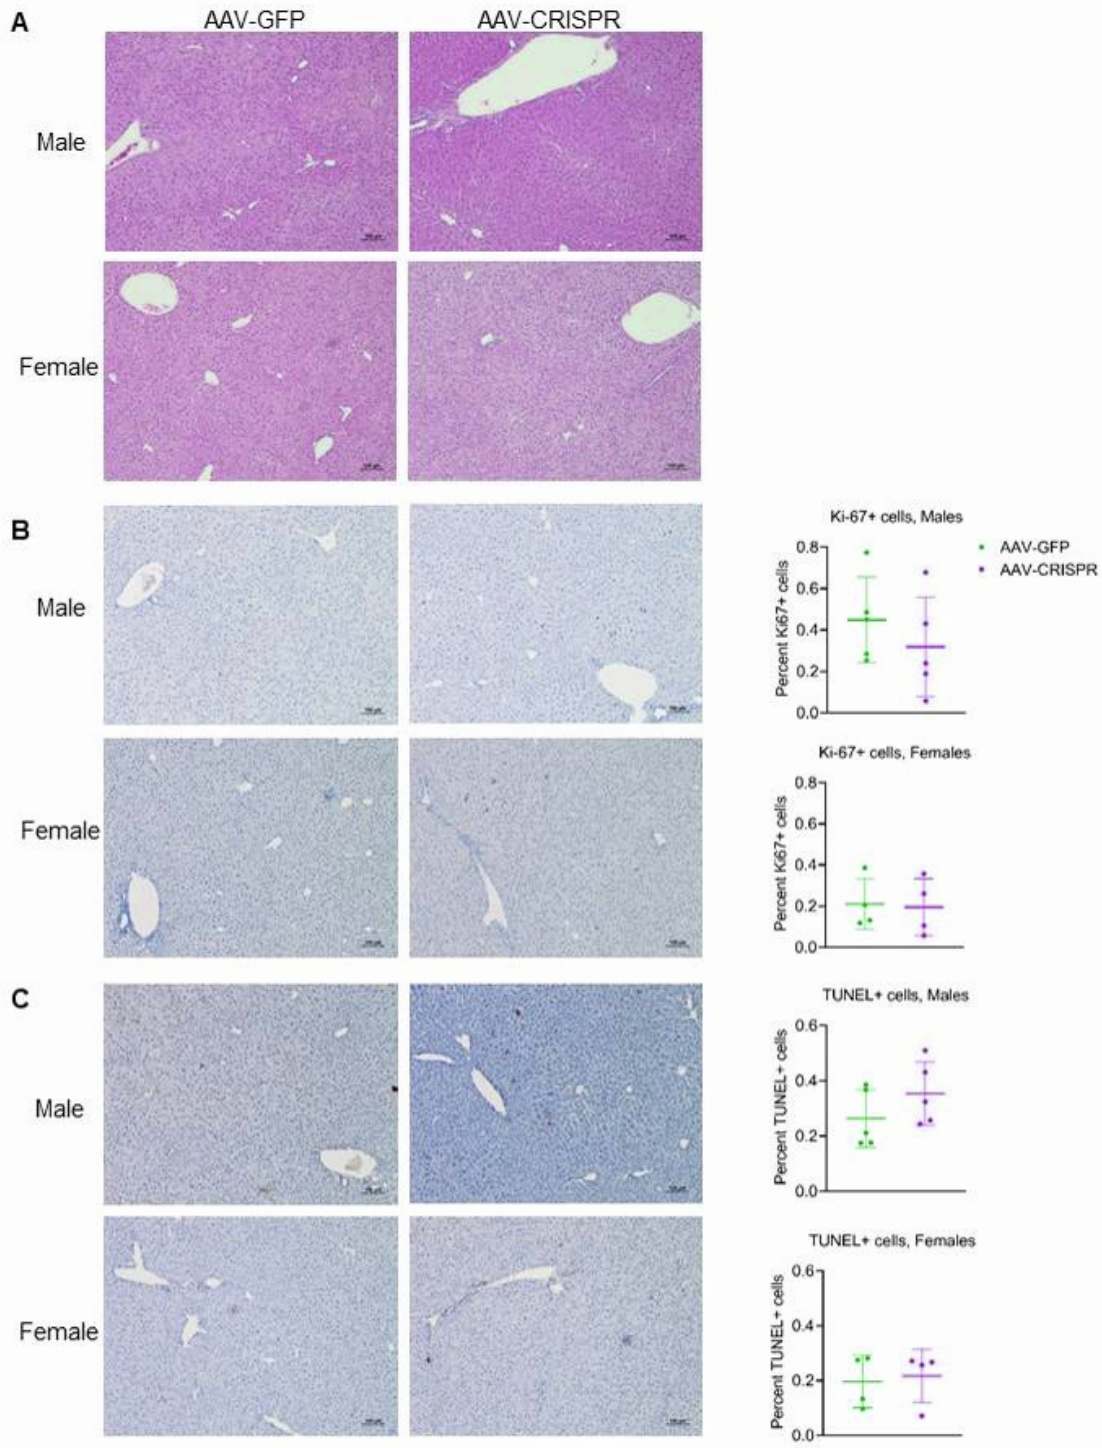 A
AAV-GFP
AAV-CRISPR
Male
Female
B
Male
Female
Ki-67+ cells, Males
Percent Ki67+ cells
0.8
0.6
0.4
0.2
0.0
AAV-GFP
AAV-CRISPR
Ki-67+ cells, Females
Percent Ki67+ cells
0.8
0.6
0.4
0.2
0.0
C
Male
Female
TUNEL+ cells, Males
Percent TUNEL+ cells
0.6
0.4
0.2
0.0
TUNEL+ cells, Females
Percent TUNEL+ cells
0.6
0.4
0.2
0.0